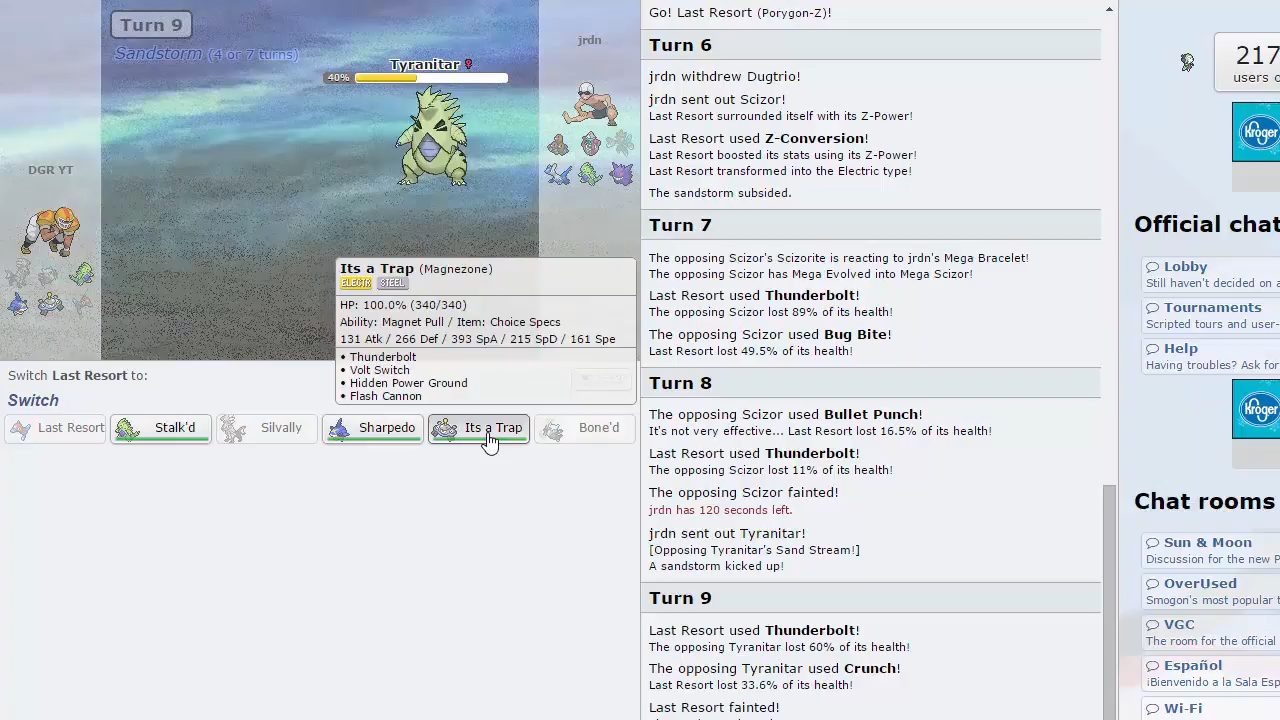 Turn 9
Sandstorm (4 or 7 turns)
Tyranitar
40%
jrdn
DGR YT
Its a Trap (Magnezone)
ELECTR STEEL
HP: 100.0% (340/340)
Ability: Magnet Pull / Item: Choice Specs
131 Atk / 266 Def / 393 SpA / 215 SpD / 161 Spe
• Thunderbolt
• Volt Switch
• Hidden Power Ground
• Flash Cannon
Switch Last Resort to:
Switch
Last Resort
Stalk'd
Silvally
Sharpedo
Its a Trap
Bone'd
Go! Last Resort (Porygon-Z)!
Turn 6
jrdn withdrew Dugtrio!
jrdn sent out Scizor!
Last Resort surrounded itself with its Z-Power!
Last Resort used Z-Conversion!
Last Resort boosted its stats using its Z-Power!
Last Resort transformed into the Electric type!
The sandstorm subsided.
Turn 7
The opposing Scizor's Scizorite is reacting to jrdn's Mega Bracelet!
The opposing Scizor has Mega Evolved into Mega Scizor!
Last Resort used Thunderbolt!
The opposing Scizor lost 89% of its health!
The opposing Scizor used Bug Bite!
Last Resort lost 49.5% of its health!
Turn 8
The opposing Scizor used Bullet Punch!
It's not very effective... Last Resort lost 16.5% of its health!
Last Resort used Thunderbolt!
The opposing Scizor lost 11% of its health!
The opposing Scizor fainted!
jrdn has 120 seconds left.
jrdn sent out Tyranitar!
[Opposing Tyranitar's Sand Stream!]
A sandstorm kicked up!
Turn 9
Last Resort used Thunderbolt!
The opposing Tyranitar lost 60% of its health!
The opposing Tyranitar used Crunch!
Last Resort lost 33.6% of its health!
Last Resort fainted!
217
users o
Kroger
Official chat
Lobby
Still haven't decided on a
Tournaments
Scripted tours and user-
Help
Having troubles? Ask for
Kroger
Chat rooms
Sun & Moon
Discussion for the new P
OverUsed
Smogon's most popular t
VGC
The room for the official
Español
¡Bienvenido a la Sala Esp
Wi-Fi